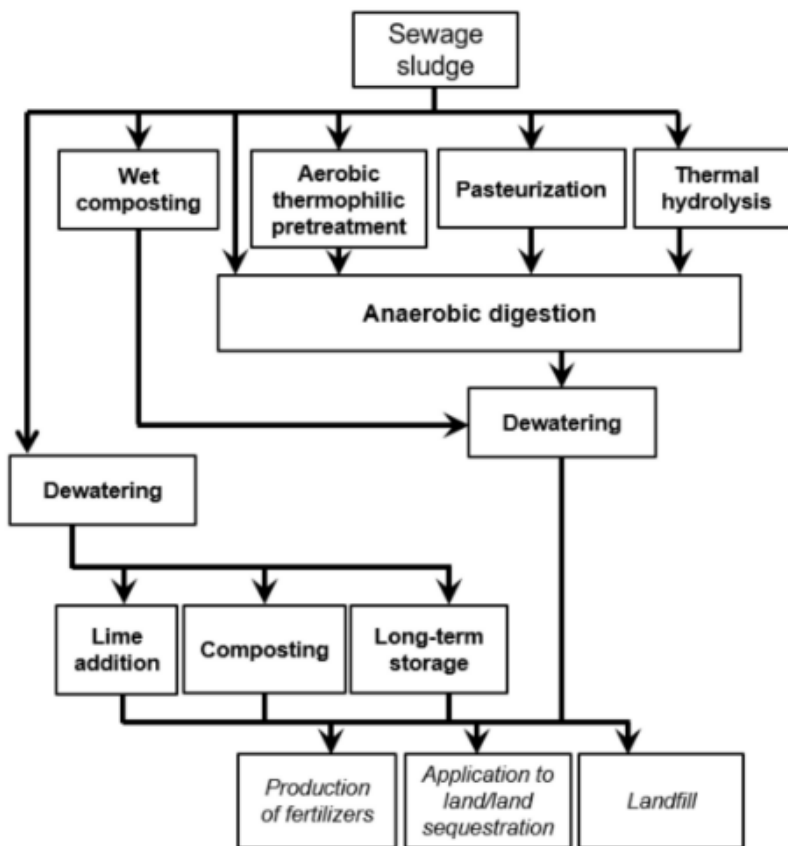 Sewage
sludge
Wet
composting
Aerobic
thermophilic
pretreatment
Pasteurization
Thermal
hydrolysis
Anaerobic digestion
Dewatering
Dewatering
Lime
addition
Composting
Long-term
storage
Production
of fertilizers
Application to
land/land
sequestration
Landfill